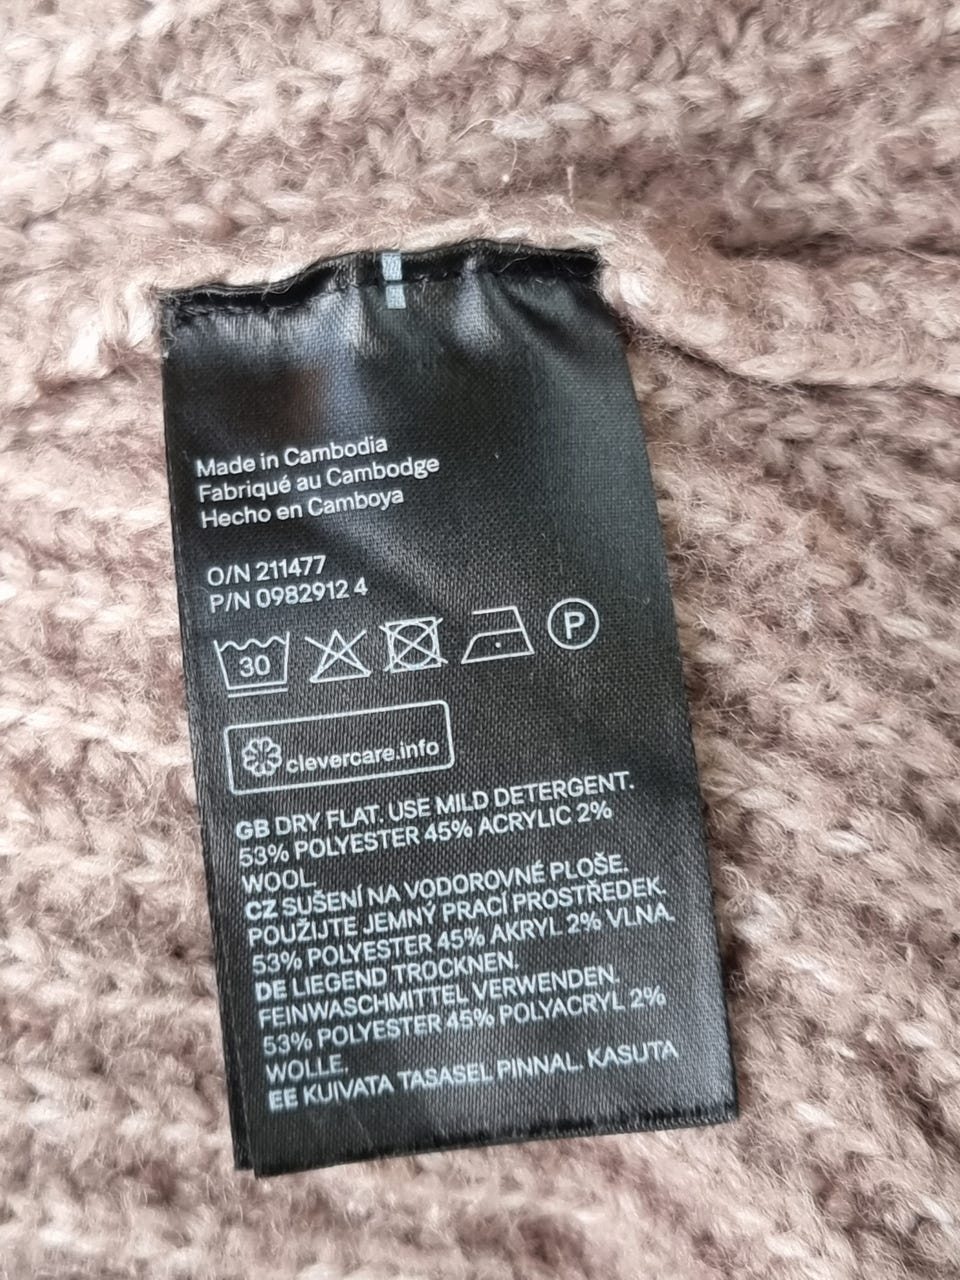 Made in Cambodia
Fabriqué au Cambodge
Hecho en Camboya
O/N 211477
P/N 0982912 4
30 P
clevercare.info
GB DRY FLAT. USE MILD DETERGENT.
53% POLYESTER 45% ACRYLIC 2%
WOOL.
CZ SUŠENÍ NA VODOROVNÉ PLOŠE.
POUŽIJTE JEMNÝ PRACÍ PROSTŘEDEK.
53% POLYESTER 45% AKRYL 2% VLNA.
DE LIEGEND TROCKNEN.
FEINWASCHMITTEL VERWENDEN.
53% POLYESTER 45% POLYACRYL 2%
WOLLE.
EE KUIVATA TASASEL PINNAL. KASUTA